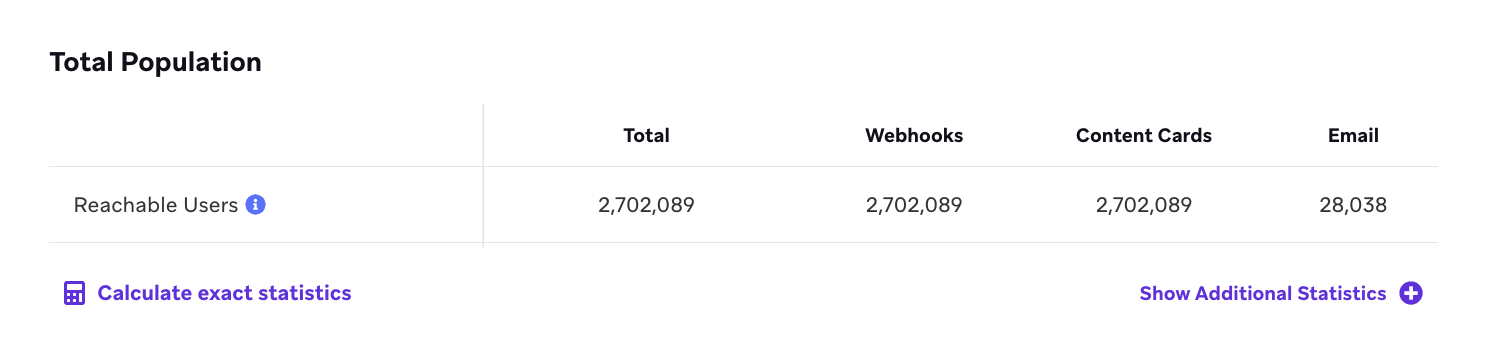 Total Population
Total Webhooks Content Cards Email
Reachable Users 2,702,089 2,702,089 2,702,089 28,038
Calculate exact statistics Show Additional Statistics